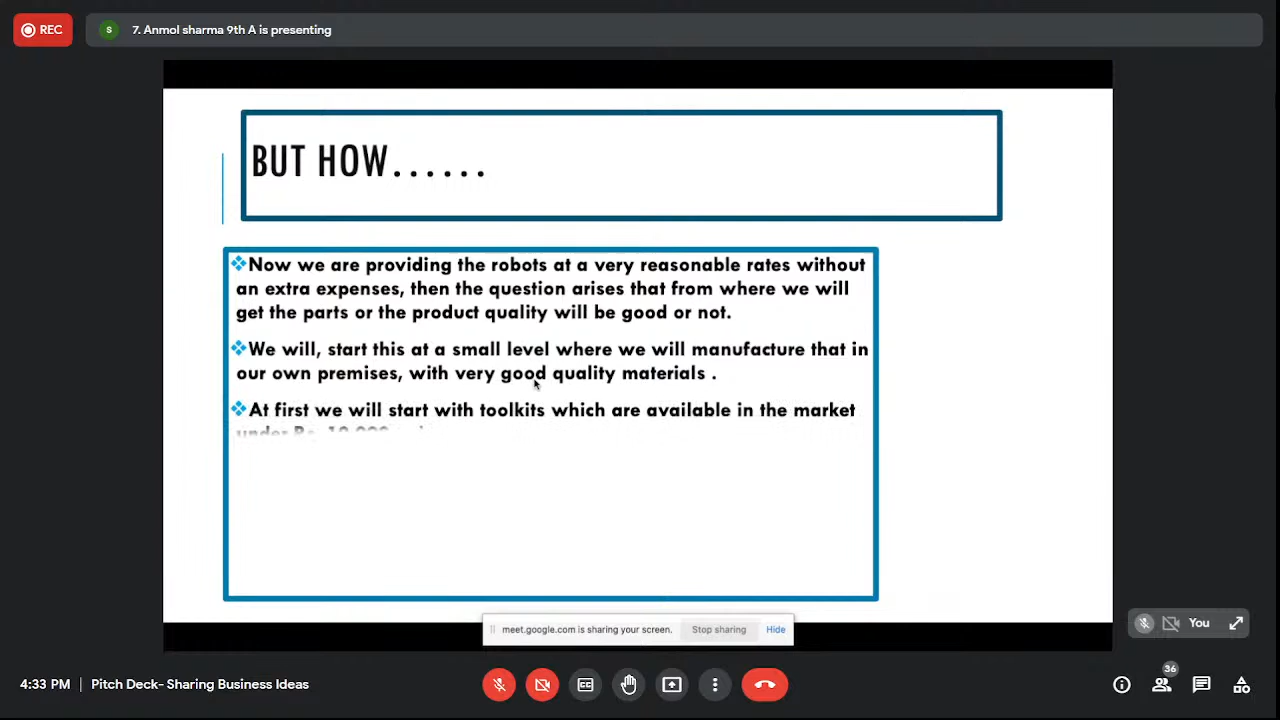 REC
S
7. Anmol sharma 9th A is presenting
BUT HOW......
Now we are providing the robots at a very reasonable rates without
an extra expenses, then the question arises that from where we will
get the parts or the product quality will be good or not.
We will, start this at a small level where we will manufacture that in
our own premises, with very good quality materials .
At first we will start with toolkits which are available in the market
under Rs. 10,000
meet.google.com is sharing your screen.
Stop sharing
Hide
You
36
4:33 PM | Pitch Deck- Sharing Business Ideas